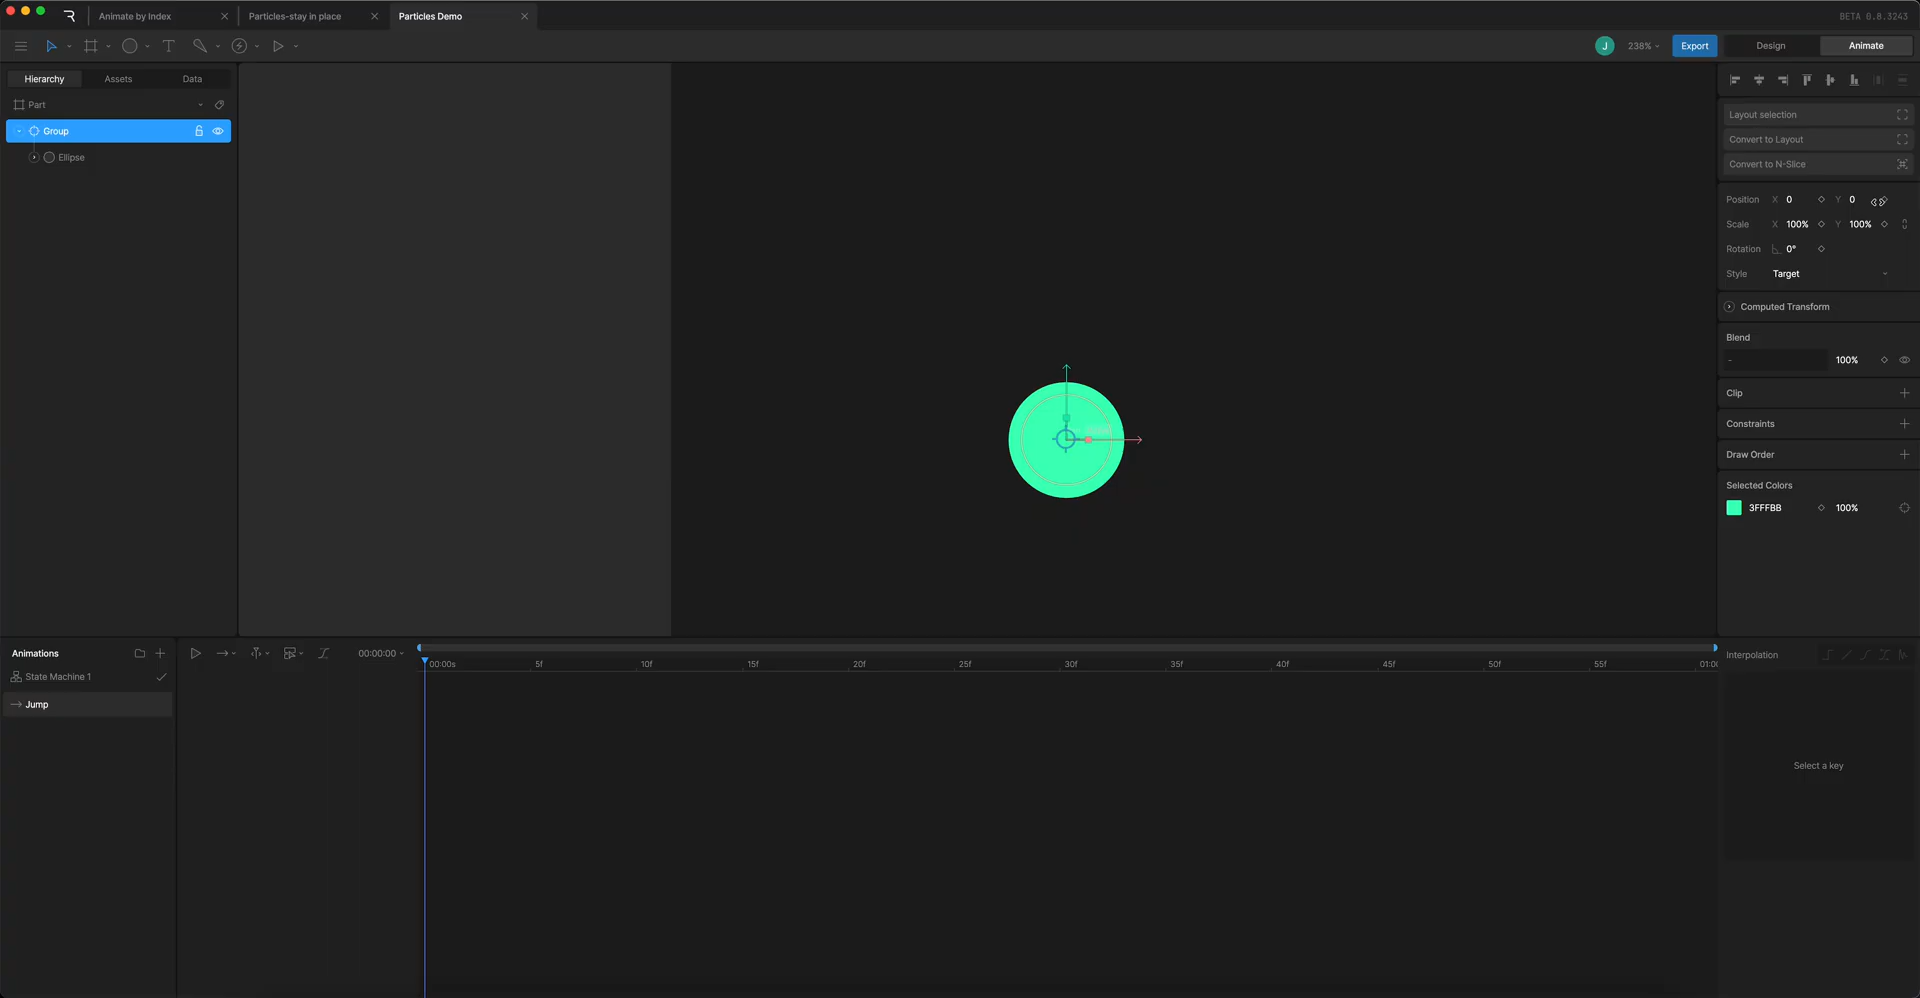 Animate by Index
Particles-stay in place
Particles Demo
BETA 0.8.3243
T
J
238%
Export
Design
Animate
Hierarchy
Assets
Data
Part
Group
Ellipse
Layout selection
Convert to Layout
Convert to N-Slice
Position X 0 Y 0
Scale X 100% Y 100%
Rotation 0°
Style Target
Computed Transform
Blend
- 100%
Clip
Constraints
Draw Order
Selected Colors
3FFFBB 100%
Animations
State Machine 1
Jump
00:00:00
00:00s 5f 10f 15f 20f 25f 30f 35f 40f 45f 50f 55f 01:0
Interpolation
Select a key